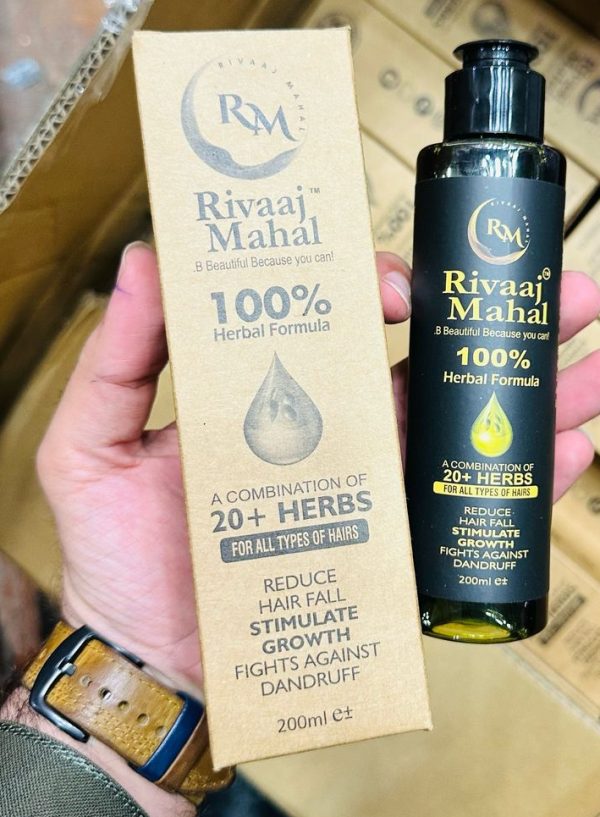 RIVAAJ MAHAL
RM
Rivaaj™
Mahal
.B Beautiful Because you can!
100%
Herbal Formula
A COMBINATION OF
20+ HERBS
FOR ALL TYPES OF HAIRS
REDUCE
HAIR FALL
STIMULATE
GROWTH
FIGHTS AGAINST
DANDRUFF
200ml e±
RIVAAJ MAHAL
RM
Rivaaj™
Mahal
.B Beautiful Because you can!
100%
Herbal Formula
A COMBINATION OF
20+ HERBS
FOR ALL TYPES OF HAIRS
REDUCE
HAIR FALL
STIMULATE
GROWTH
FIGHTS AGAINST
DANDRUFF
200ml e±